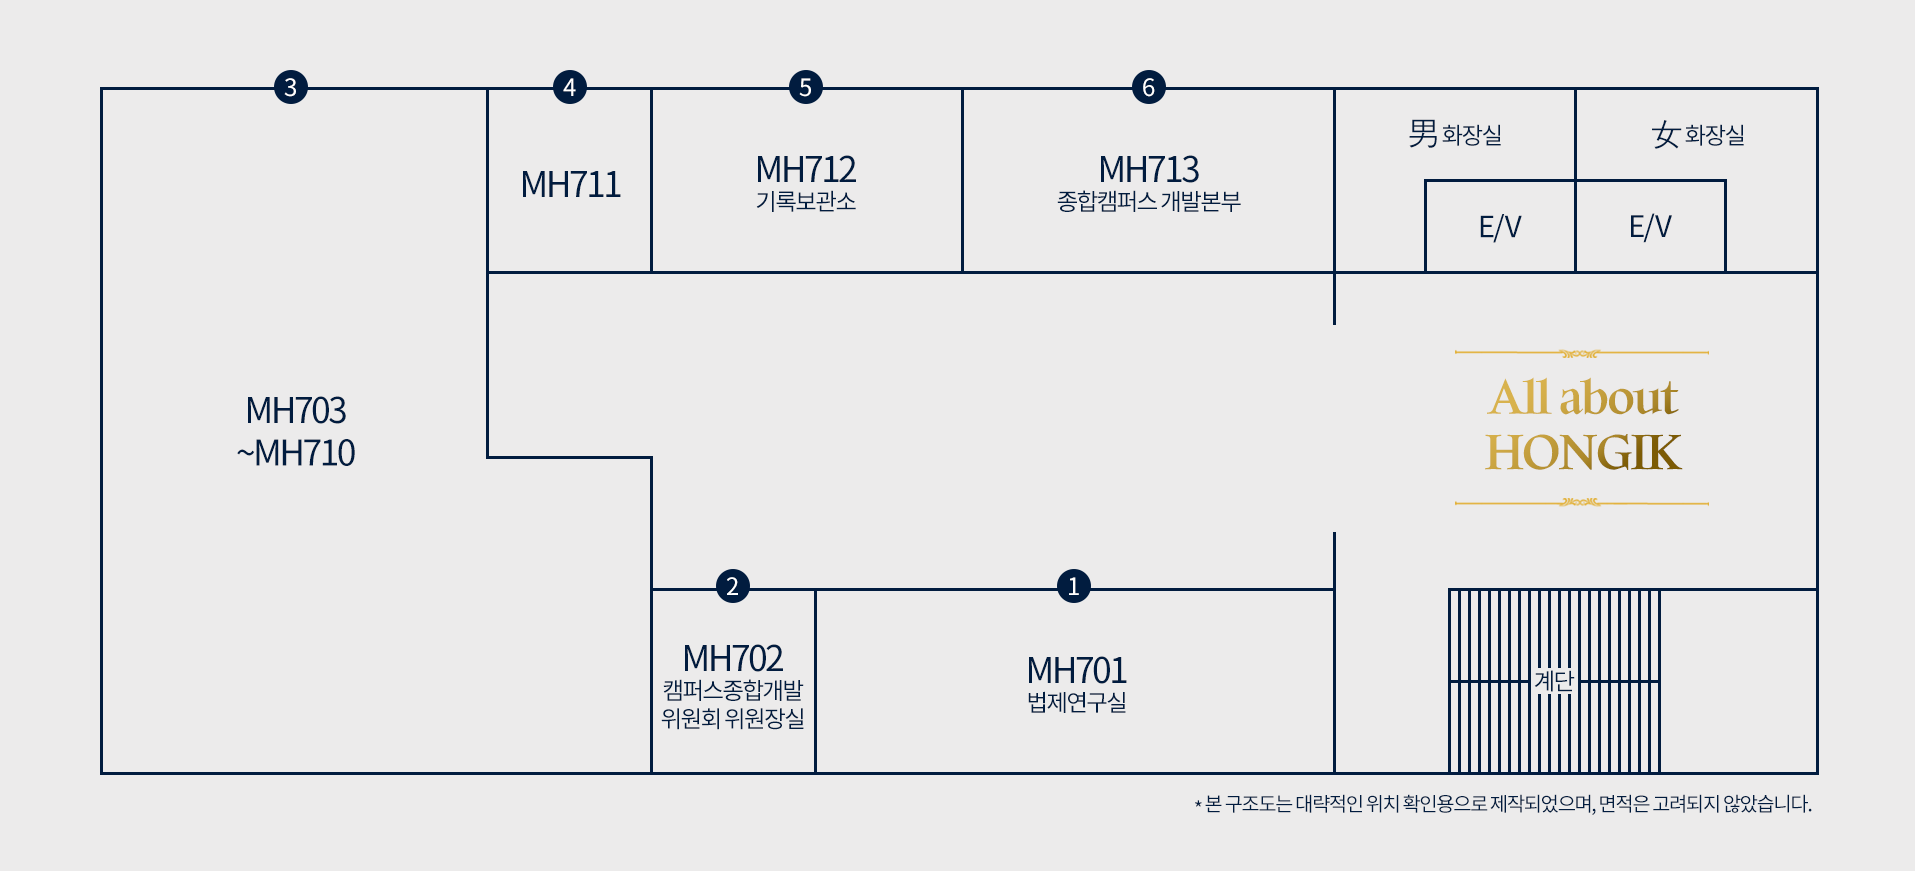 3
4
5
6
MH711
MH712
기록보관소
MH713
종합캠퍼스 개발본부
男 화장실
女 화장실
E/V
E/V
MH703
~MH710
All about
HONGIK
2
1
MH702
캠퍼스종합개발
위원회 위원장실
MH701
법제연구실
계단
* 본 구조도는 대략적인 위치 확인용으로 제작되었으며, 면적은 고려되지 않았습니다.